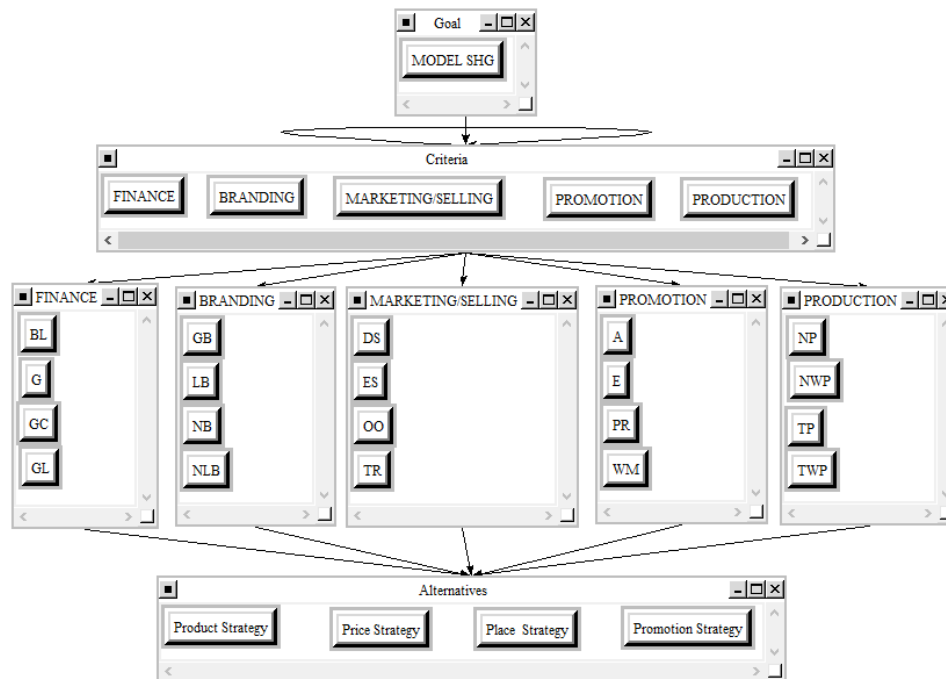 Goal
MODEL SHG
Criteria
FINANCE BRANDING MARKETING/SELLING PROMOTION PRODUCTION
FINANCE
BL
G
GC
GL
BRANDING
GB
LB
NB
NLB
MARKETING/SELLING
DS
ES
OO
TR
PROMOTION
A
E
PR
WM
PRODUCTION
NP
NWP
TP
TWP
Alternatives
Product Strategy Price Strategy Place Strategy Promotion Strategy